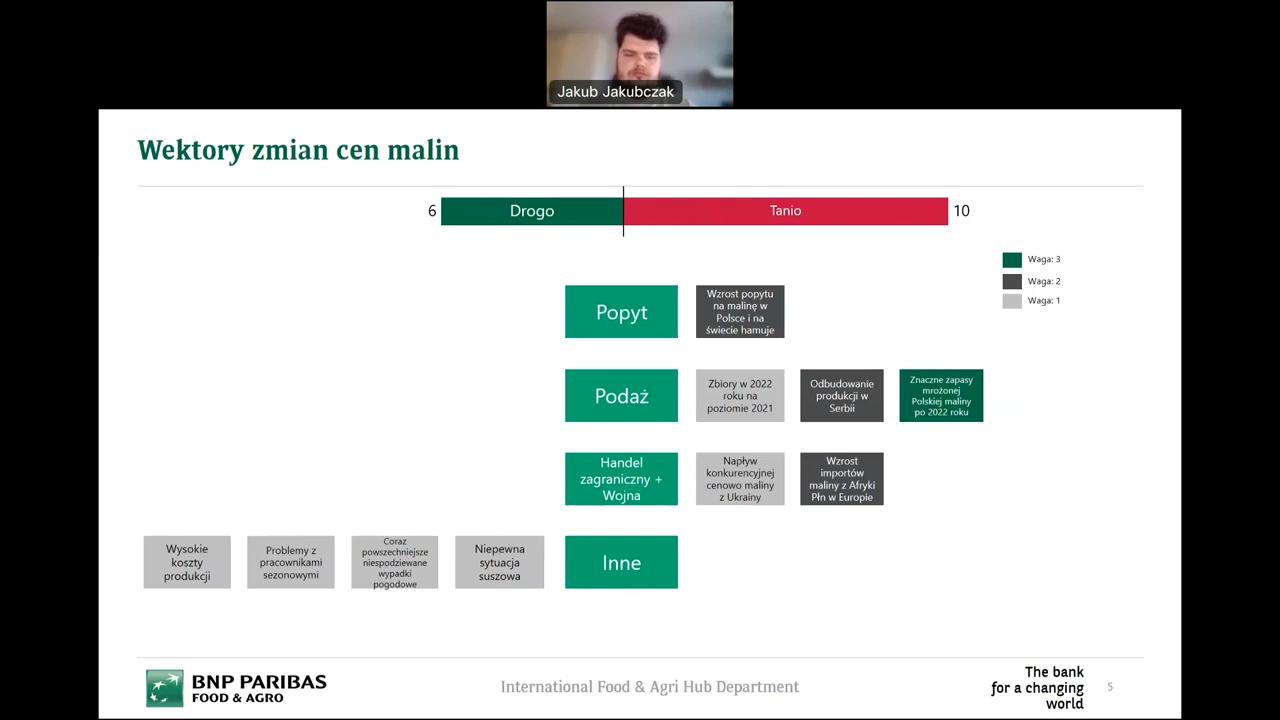 Jakub Jakubczak
Wektory zmian cen malin
6
Drogo
Tanio
10
Waga: 3
Waga: 2
Waga: 1
Popyt
Wzrost popytu
na malinę w
Polsce i na
świecie hamuje
Podaż
Zbiory w 2022
roku na
poziomie 2021
Odbudowanie
produkcji w
Serbii
Znaczne zapasy
mrożonej
Polskiej maliny
po 2022 roku
Handel
zagraniczny +
Wojna
Napływ
konkurencyjnej
cenowo maliny
z Ukrainy
Wzrost
importów
maliny z Afryki
Płn w Europie
Wysokie
koszty
produkcji
Problemy z
pracownikami
sezonowymi
Coraz
powszechniejsze
niespodziewane
wypadki
pogodowe
Niepewna
sytuacja
suszowa
Inne
BNP PARIBAS
FOOD & AGRO
International Food & Agri Hub Department
The bank
for a changing
world
5